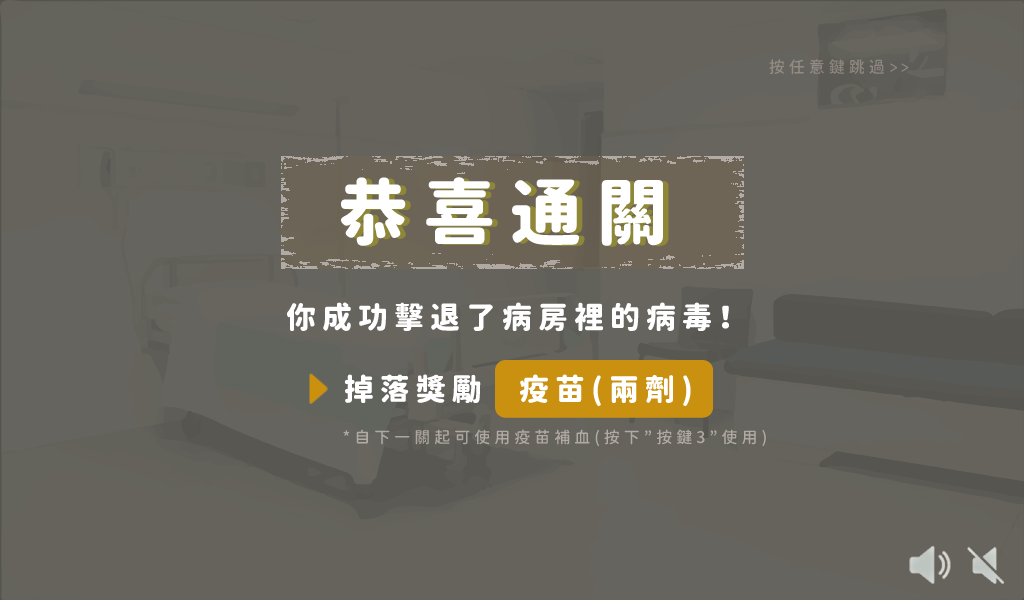 按任意鍵跳過>>
恭喜通關
你成功擊退了病房裡的病毒!
掉落獎勵 疫苗(兩劑)
*自下一關起可使用疫苗補血(按下”按鍵3”使用)